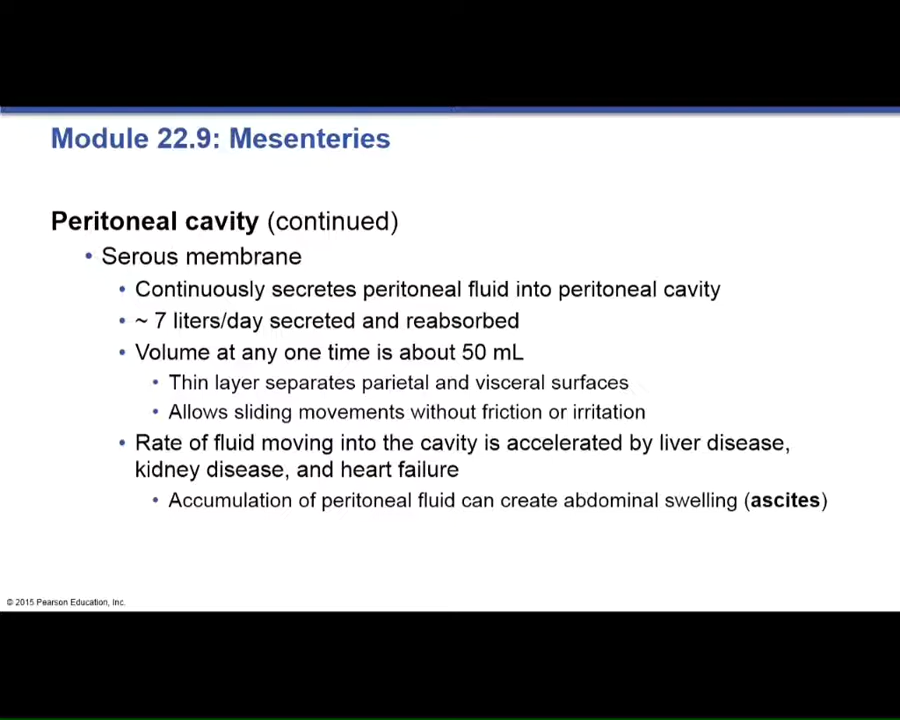 Module 22.9: Mesenteries
Peritoneal cavity (continued)
• Serous membrane
• Continuously secretes peritoneal fluid into peritoneal cavity
• ~ 7 liters/day secreted and reabsorbed
• Volume at any one time is about 50 mL
• Thin layer separates parietal and visceral surfaces
• Allows sliding movements without friction or irritation
• Rate of fluid moving into the cavity is accelerated by liver disease,
kidney disease, and heart failure
• Accumulation of peritoneal fluid can create abdominal swelling (ascites)
© 2015 Pearson Education, Inc.